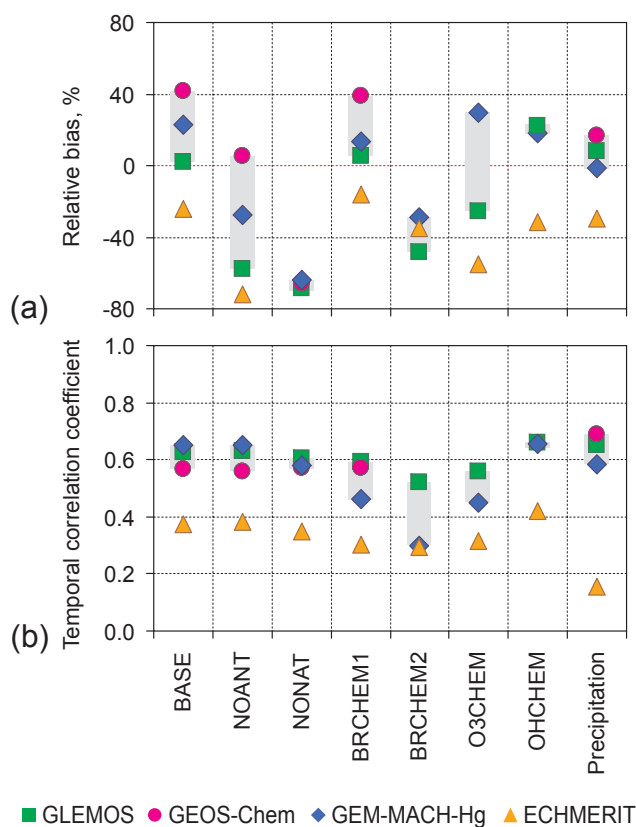 80
40
0
-40
-80
Relative bias, %
(a)
1.0
0.8
0.6
0.4
0.2
0.0
Temporal correlation coefficient
(b)
BASE
NOANT
NONAT
BRCHEM1
BRCHEM2
O3CHEM
OHCHEM
Precipitation
GLEMOS GEOS-Chem GEM-MACH-Hg ECHMERIT